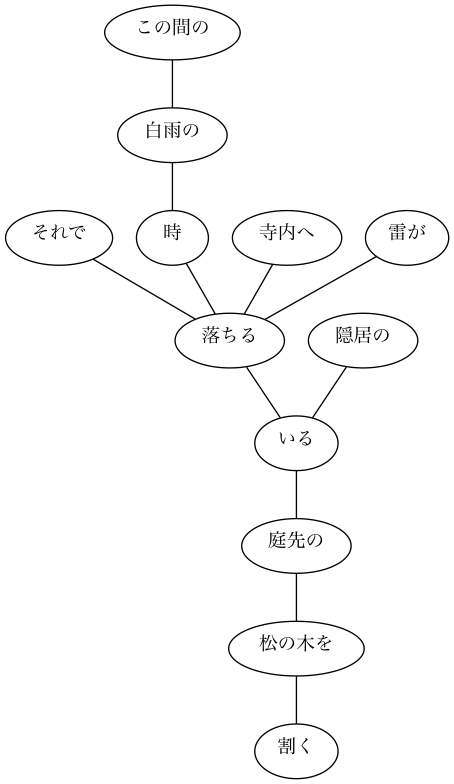 この間の
白雨の
それで
時
寺内へ
雷が
落ちる
隠居の
いる
庭先の
松の木を
割く